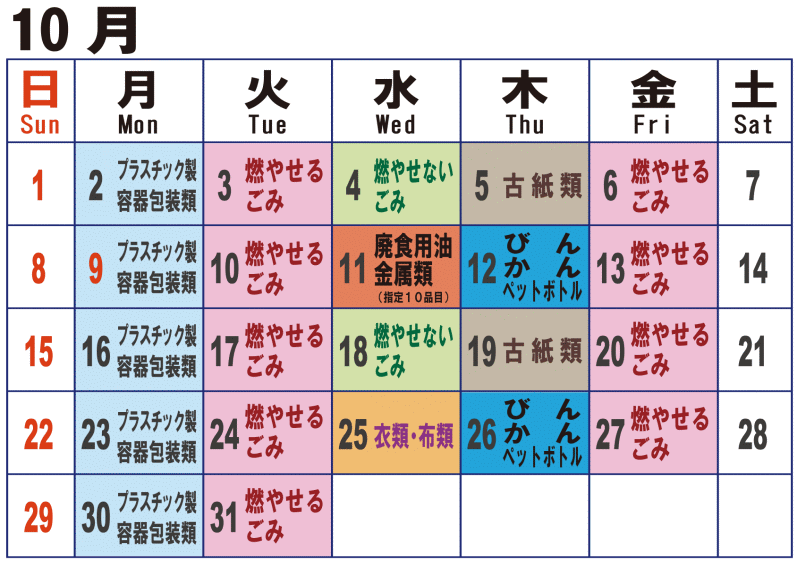 10 月
日 月 火 水 木 金 土
Sun Mon Tue Wed Thu Fri Sat
1
2 プラスチック製
容器包装類
3 燃やせる
ごみ
4 燃やせない
ごみ
5 古紙類
6 燃やせる
ごみ
7
8
9 プラスチック製
容器包装類
10 燃やせる
ごみ
11 廃食用油
金属類
(指定10品目)
12 びん
かん
ペットボトル
13 燃やせる
ごみ
14
15
16 プラスチック製
容器包装類
17 燃やせる
ごみ
18 燃やせない
ごみ
19 古紙類
20 燃やせる
ごみ
21
22
23 プラスチック製
容器包装類
24 燃やせる
ごみ
25 衣類・布類
26 びん
かん
ペットボトル
27 燃やせる
ごみ
28
29
30 プラスチック製
容器包装類
31 燃やせる
ごみ